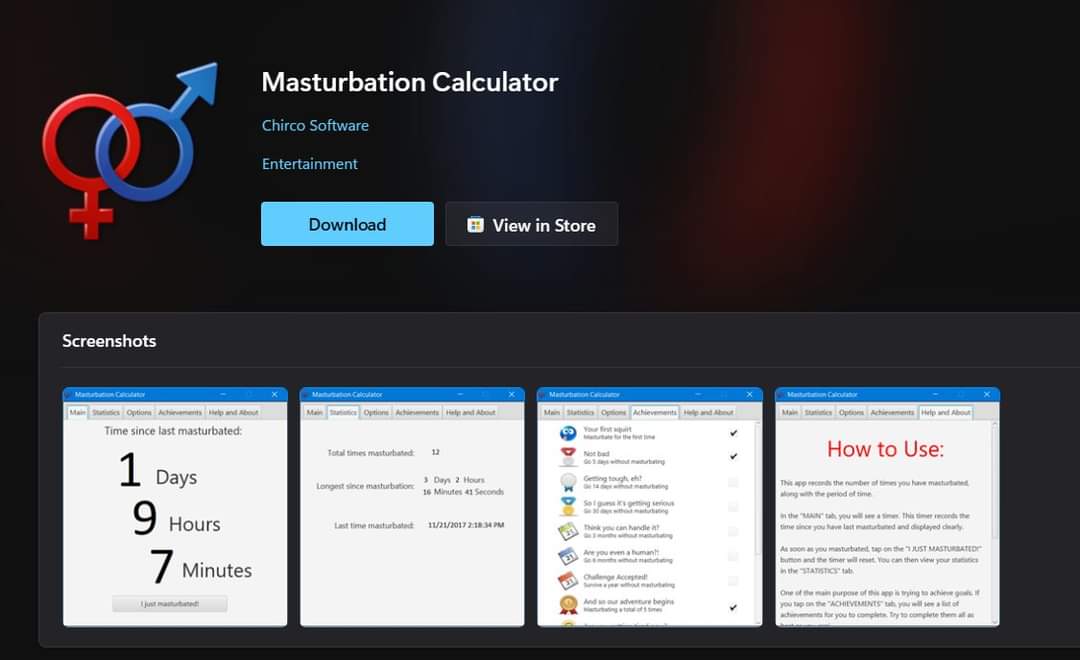 Masturbation Calculator
Chirco Software
Entertainment
Download
View in Store
Screenshots
Masturbation Calculator
Main Statistics Options Achievements Help and About
Time since last masturbated:
1 Days
9 Hours
7 Minutes
I just masturbated!
Masturbation Calculator
Main Statistics Options Achievements Help and About
Total times masturbated: 12
Longest since masturbation: 3 Days 2 Hours
16 Minutes 41 Seconds
Last time masturbated: 11/21/2017 2:18:34 PM
Masturbation Calculator
Main Statistics Options Achievements Help and About
Your first squirt
Masturbate for the first time
Not bad
Go 3 days without masturbating
Getting tough, eh?
Go 14 days without masturbating
So I guess it's getting serious
Go 30 days without masturbating
Think you can handle it?
Go 3 months without masturbating
Are you even a human?!
Go 6 months without masturbating
Challenge Accepted!
Survive a year without masturbating
And so our adventure begins
Masturbating a total of 5 times
Masturbation Calculator
Main Statistics Options Achievements Help and About
How to Use:
This app records the number of times you have masturbated,
along with the period of time.
In the "MAIN" tab, you will see a timer. This timer records the
time since you have last masturbated and displayed clearly.
As soon as you masturbated, tap on the "I JUST MASTURBATED!"
button and the timer will reset. You can then view your statistics
in the "STATISTICS" tab.
One of the main purpose of this app is trying to achieve goals. If
you tap on the "ACHIEVEMENTS" tab, you will see a list of
achievements for you to complete. Try to complete them all as